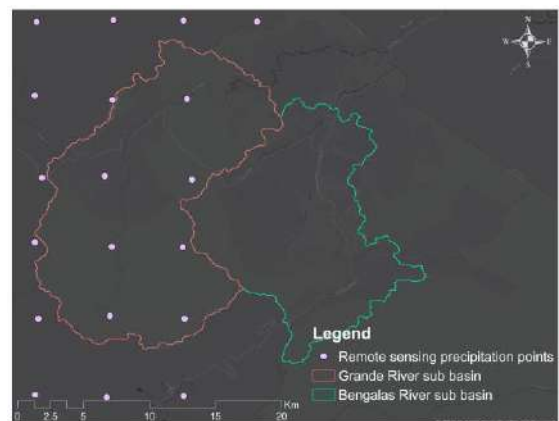 N
W E
S
Legend
Remote sensing precipitation points
Grande River sub basin
Bengalas River sub basin
Km
0 2.5 5 10 15 20